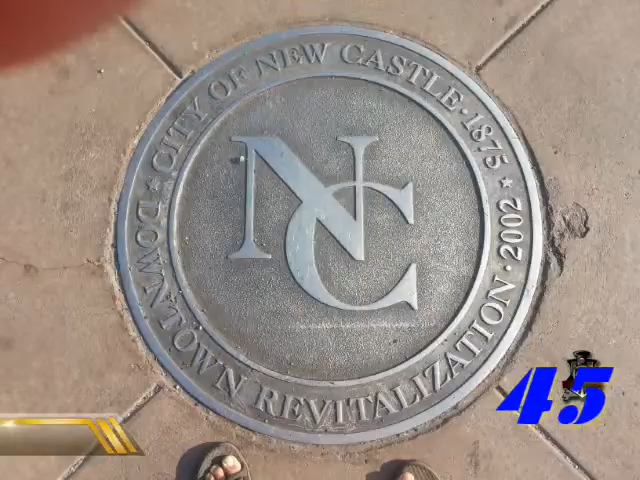 ★ CITY OF NEW CASTLE · 1875 ★
DOWNTOWN REVITALIZATION · 2002
NC
45